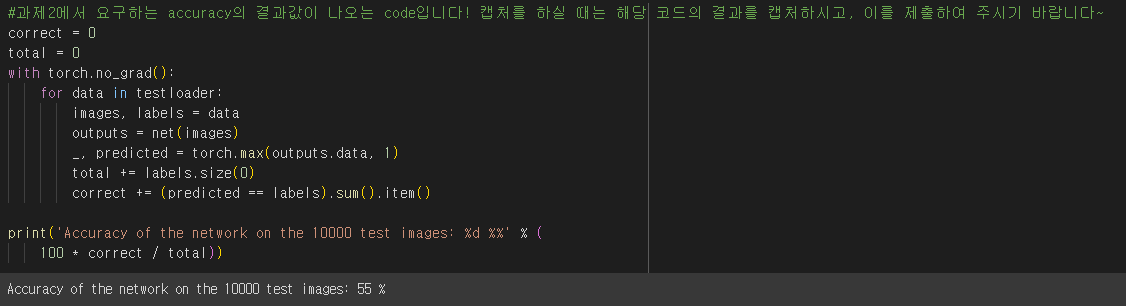 #과제2에서 요구하는 accuracy의 결과값이 나오는 code입니다! 캡처를 하실 때는 해당 코드의 결과를 캡처하시고, 이를 제출하여 주시기 바랍니다~
correct = 0
total = 0
with torch.no_grad():
    for data in testloader:
        images, labels = data
        outputs = net(images)
        _, predicted = torch.max(outputs.data, 1)
        total += labels.size(0)
        correct += (predicted == labels).sum().item()

print('Accuracy of the network on the 10000 test images: %d %%' % (
    100 * correct / total))
Accuracy of the network on the 10000 test images: 55 %